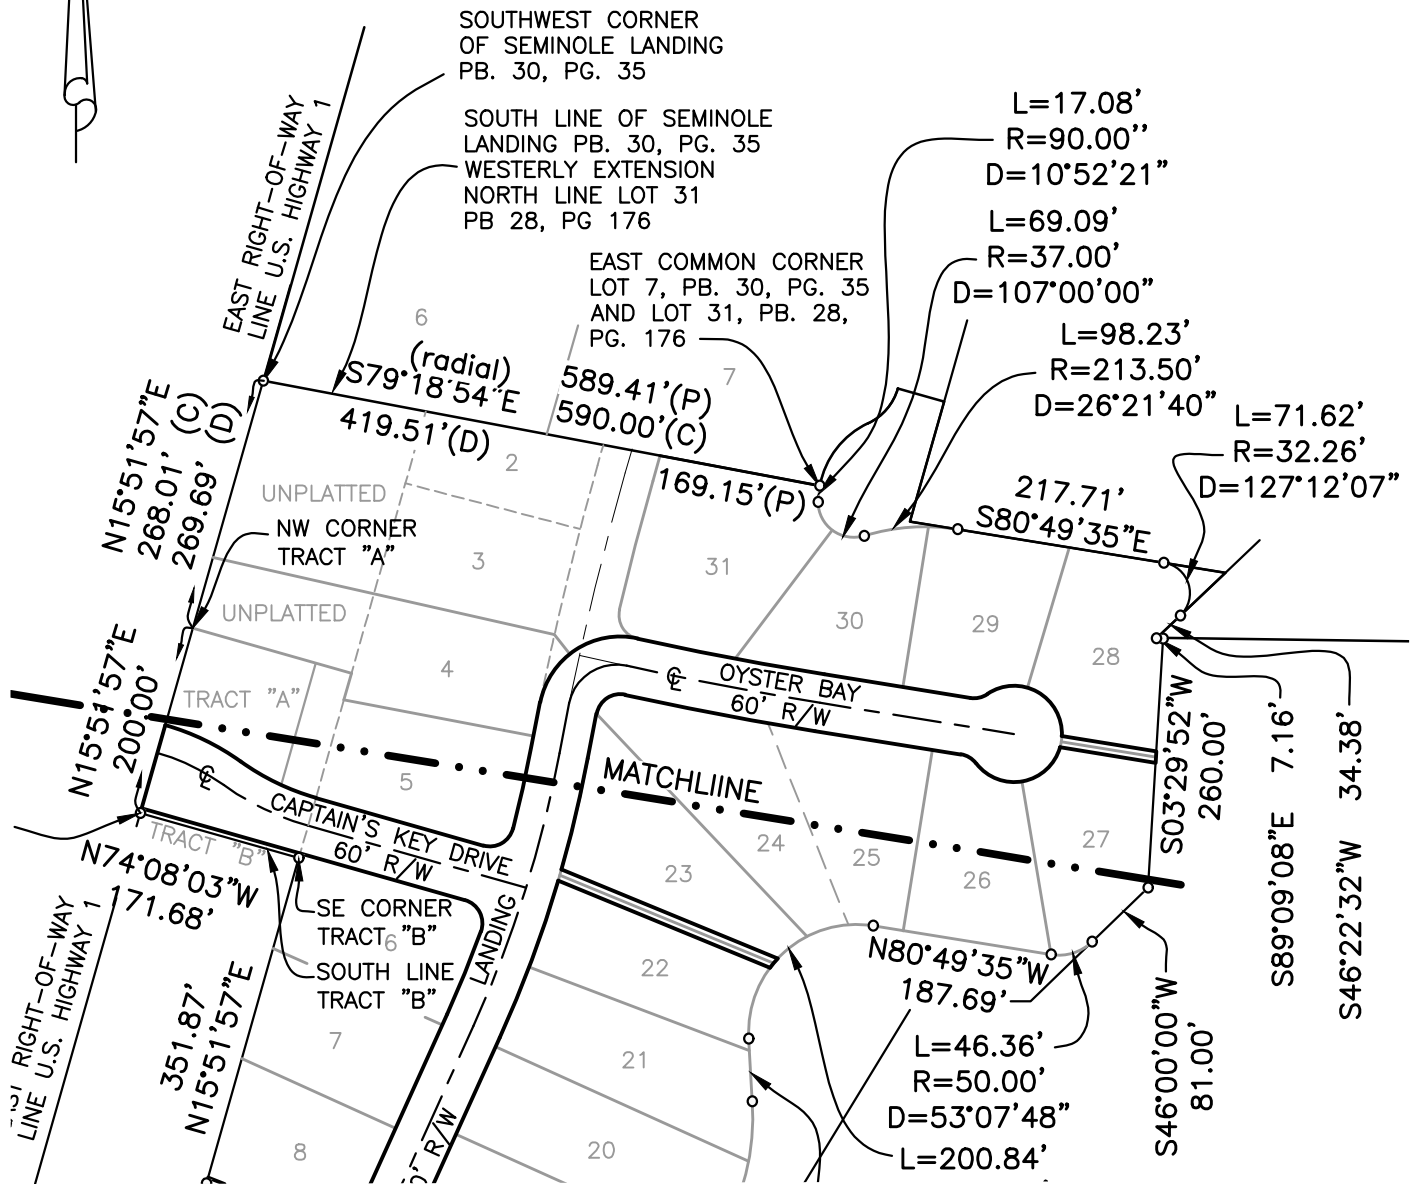 SOUTHWEST CORNER
OF SEMINOLE LANDING
PB. 30, PG. 35
SOUTH LINE OF SEMINOLE
LANDING PB. 30, PG. 35
WESTERLY EXTENSION
NORTH LINE LOT 31
PB 28, PG 176
L=17.08'
R=90.00''
D=10°52'21"
L=69.09'
R=37.00'
D=107°00'00"
EAST RIGHT-OF-WAY
LINE U.S. HIGHWAY 1
EAST COMMON CORNER
LOT 7, PB. 30, PG. 35
AND LOT 31, PB. 28,
PG. 176
L=98.23'
R=213.50'
D=26°21'40"
L=71.62'
R=32.26'
D=127°12'07"
6
7
(radial)
S79°18'54"E
589.41'(P)
590.00'(C)
419.51'(D)
169.15'(P)
217.71'
S80°49'35"E
N15°51'57"E
268.01' (C)
269.69' (D)
2
UNPLATTED
NW CORNER
TRACT "A"
3
31
30
29
28
UNPLATTED
4
TRACT "A"
N15°51'57"E
200.00'
5
℄
OYSTER BAY
60' R/W
MATCHLIINE
℄
CAPTAIN'S KEY DRIVE
60' R/W
TRACT "B"
N74°08'03"W
171.68'
23
24
25
26
27
S03°29'52"W
260.00'
S89°09'08"E 7.16'
S46°22'32"W 34.38'
EAST RIGHT-OF-WAY
LINE U.S. HIGHWAY 1
SE CORNER
TRACT "B"
6
SOUTH LINE
TRACT "B"
LANDING
22
N80°49'35"W
187.69'
S46°00'00"W
81.00'
351.87'
N15°51'57"E
7
21
L=46.36'
R=50.00'
D=53°07'48"
L=200.84'
8
20
0' R/W